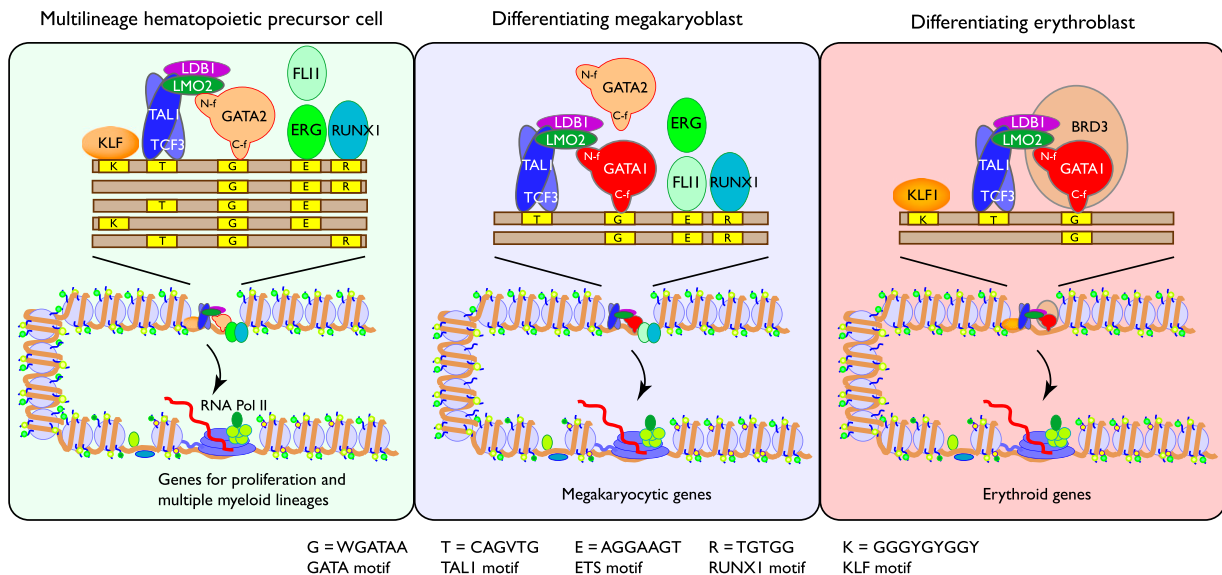 Multilineage hematopoietic precursor cell
LDB1
LMO2
TAL1
TCF3
N-f
GATA2
C-f
FLI1
ERG
RUNX1
KLF
K T G E R
G E R
T G E
K G E
T G R
RNA Pol II
Genes for proliferation and
multiple myeloid lineages
Differentiating megakaryoblast
N-f
GATA2
C-f
LDB1
LMO2
TAL1
TCF3
N-f
GATA1
C-f
ERG
FLI1
RUNX1
T G E R
G E R
Megakaryocytic genes
Differentiating erythroblast
BRD3
LDB1
LMO2
TAL1
TCF3
N-f
GATA1
C-f
KLF1
K T G
G
Erythroid genes
G = WGATAA T = CAGVTG E = AGGAAGT R = TGTGG K = GGGYGYGGY
GATA motif TAL1 motif ETS motif RUNX1 motif KLF motif